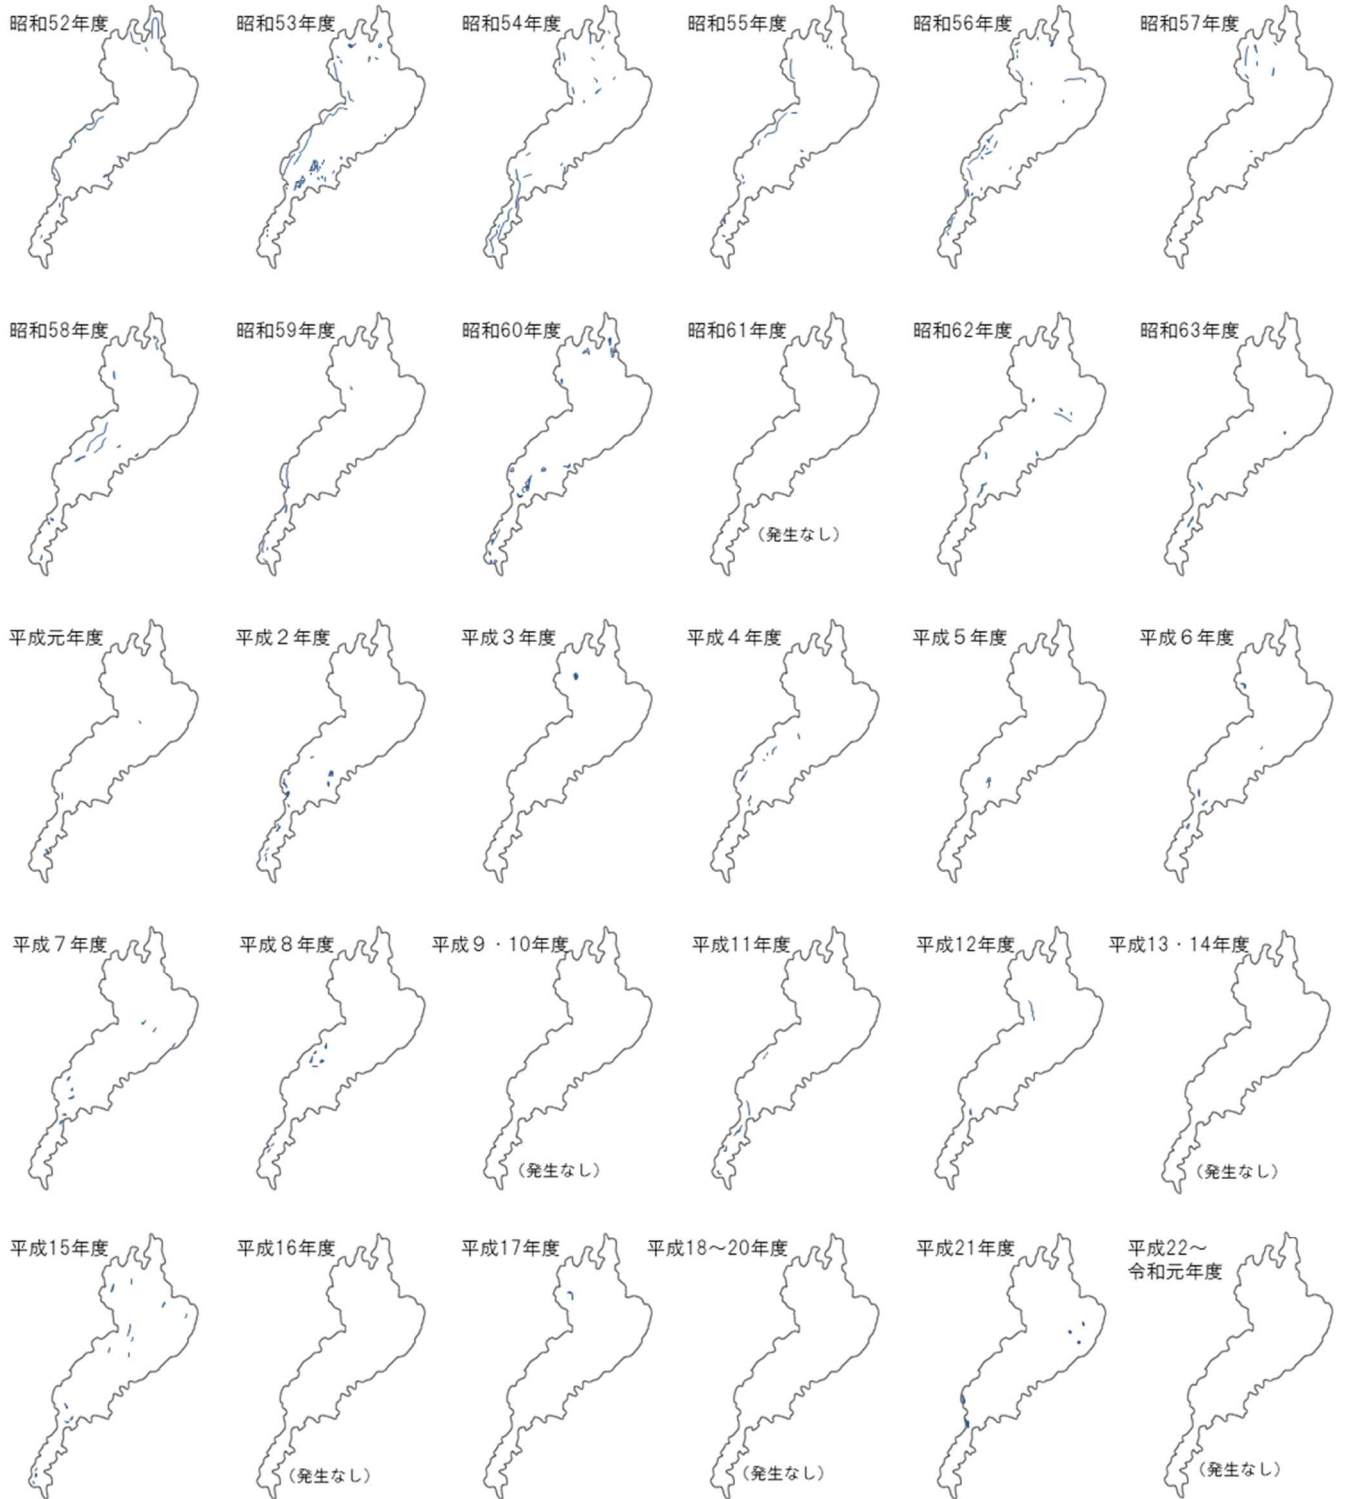 昭和52年度
昭和53年度
昭和54年度
昭和55年度
昭和56年度
昭和57年度
昭和58年度
昭和59年度
昭和60年度
昭和61年度
(発生なし)
昭和62年度
昭和63年度
平成元年度
平成2年度
平成3年度
平成4年度
平成5年度
平成6年度
平成7年度
平成8年度
平成9・10年度
(発生なし)
平成11年度
平成12年度
平成13・14年度
(発生なし)
平成15年度
平成16年度
(発生なし)
平成17年度
平成18～20年度
(発生なし)
平成21年度
平成22～
令和元年度
(発生なし)